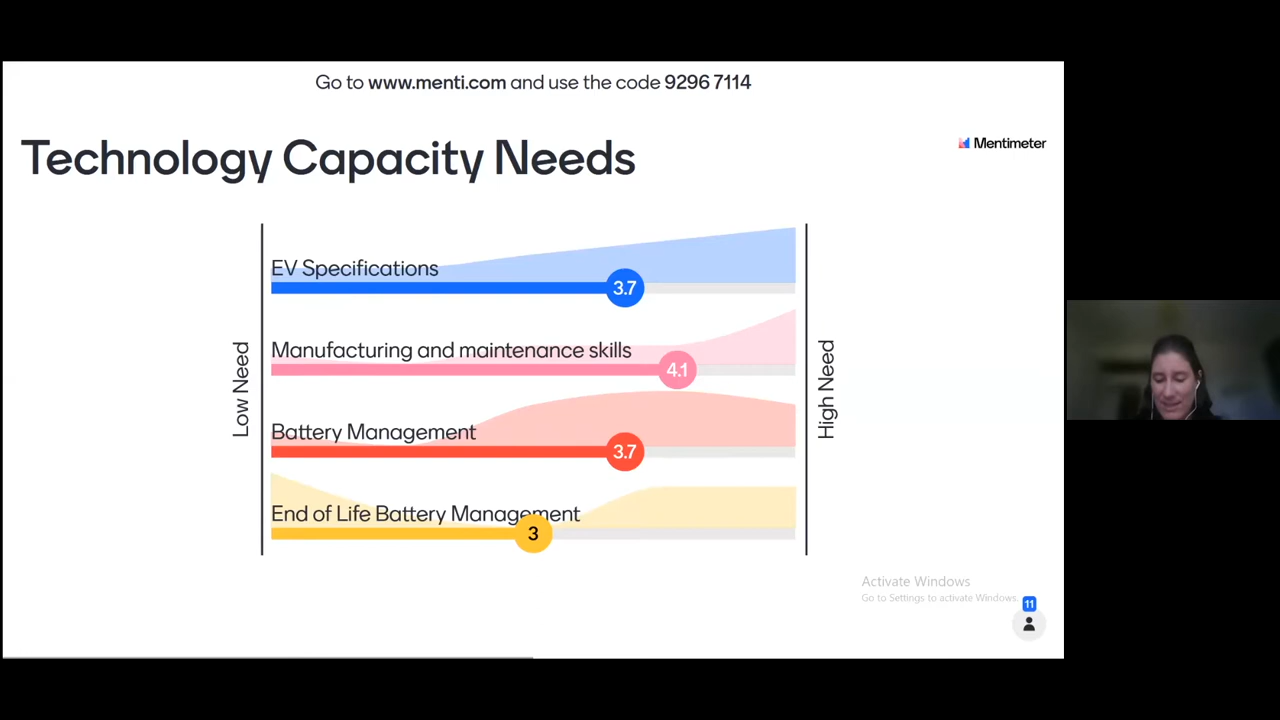 Go to www.menti.com and use the code 9296 7114
Technology Capacity Needs
Mentimeter
EV Specifications
3.7
Manufacturing and maintenance skills
4.1
Low Need
High Need
Battery Management
3.7
End of Life Battery Management
3
Activate Windows
Go to Settings to activate Windows.
11